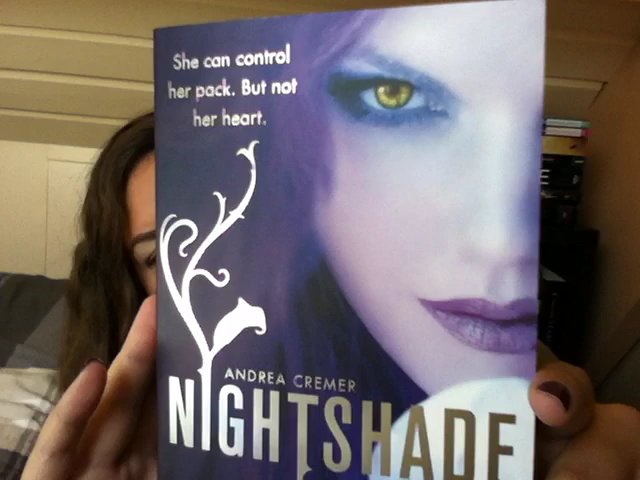 She can control
her pack. But not
her heart.
ANDREA CREMER
NIGHTSHADE